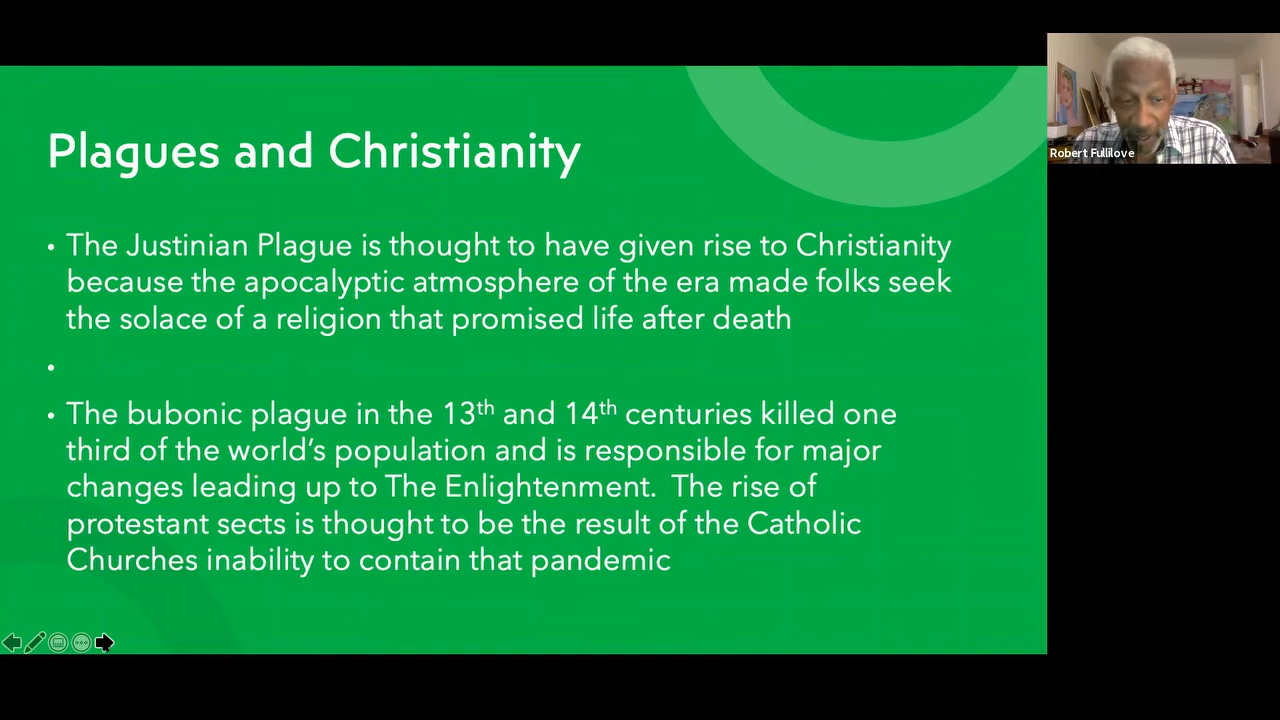 Plagues and Christianity
• The Justinian Plague is thought to have given rise to Christianity
because the apocalyptic atmosphere of the era made folks seek
the solace of a religion that promised life after death
•
• The bubonic plague in the 13th and 14th centuries killed one
third of the world's population and is responsible for major
changes leading up to The Enlightenment.  The rise of
protestant sects is thought to be the result of the Catholic
Churches inability to contain that pandemic
Robert Fullilove